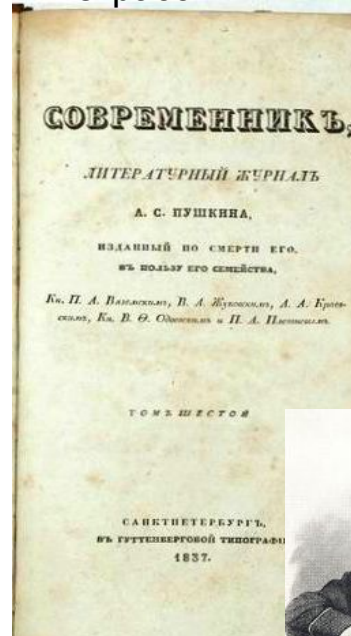 СОВРЕМЕННИКЪ,
ЛИТЕРАТУРНЫЙ ЖУРНАЛЪ
А. С. ПУШКИНА,
ИЗДАННЫЙ ПО СМЕРТИ ЕГО,
ВЪ ПОЛЬЗУ ЕГО СЕМЕЙСТВА,
Кн. П. А. Вяземскимъ, В. А. Жуковскимъ, А. А. Краев-
скимъ, Кн. В. Ѳ. Одоевскимъ и П. А. Плетневымъ.
ТОМЪ ШЕСТОЙ
САНКТПЕТЕРБУРГЪ,
ВЪ ГУТТЕНБЕРГОВОЙ ТИПОГРАФІИ
1837.